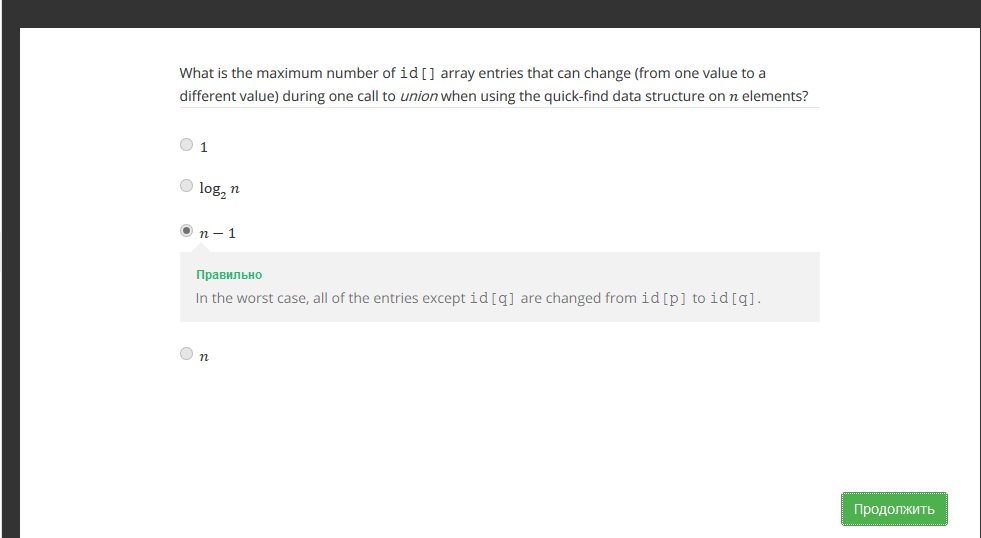 What is the maximum number of id[] array entries that can change (from one value to a
different value) during one call to union when using the quick-find data structure on n elements?
1
log₂ n
n − 1
Правильно
In the worst case, all of the entries except id[q] are changed from id[p] to id[q].
n
Продолжить